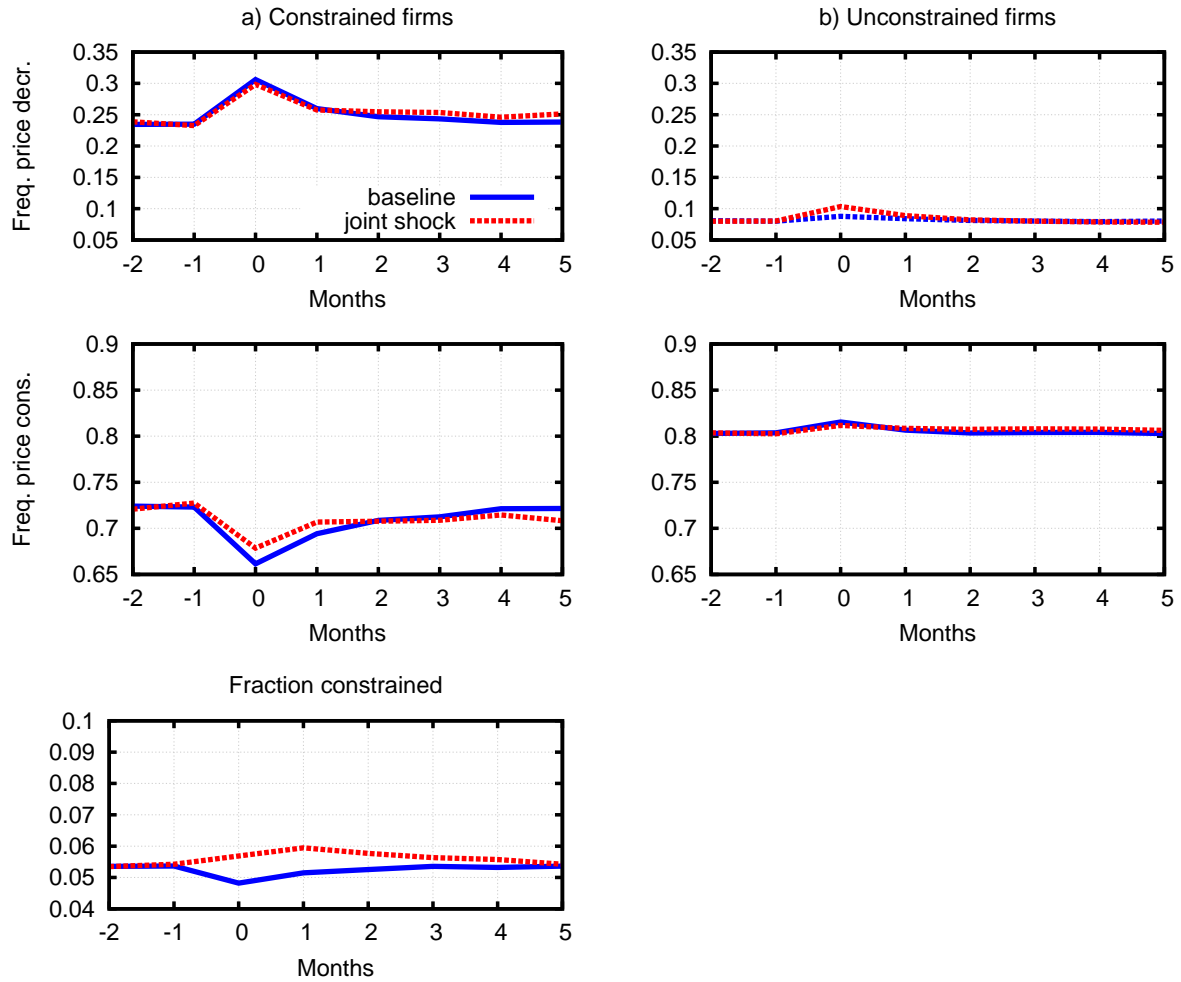 a) Constrained firms
b) Unconstrained firms
Freq. price decr.
0.35
0.3
0.25
0.2
0.15
0.1
0.05
baseline
joint shock
-2 -1 0 1 2 3 4 5
Months
0.35
0.3
0.25
0.2
0.15
0.1
0.05
-2 -1 0 1 2 3 4 5
Months
Freq. price cons.
0.9
0.85
0.8
0.75
0.7
0.65
-2 -1 0 1 2 3 4 5
Months
0.9
0.85
0.8
0.75
0.7
0.65
-2 -1 0 1 2 3 4 5
Months
Fraction constrained
0.1
0.09
0.08
0.07
0.06
0.05
0.04
-2 -1 0 1 2 3 4 5
Months